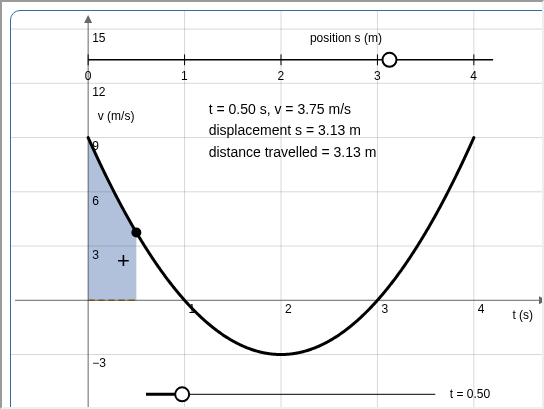 15
position s (m)
0 1 2 3 4
12
v (m/s)
t = 0.50 s, v = 3.75 m/s
displacement s = 3.13 m
distance travelled = 3.13 m
9
6
3
+
1 2 3 4
t (s)
−3
t = 0.50